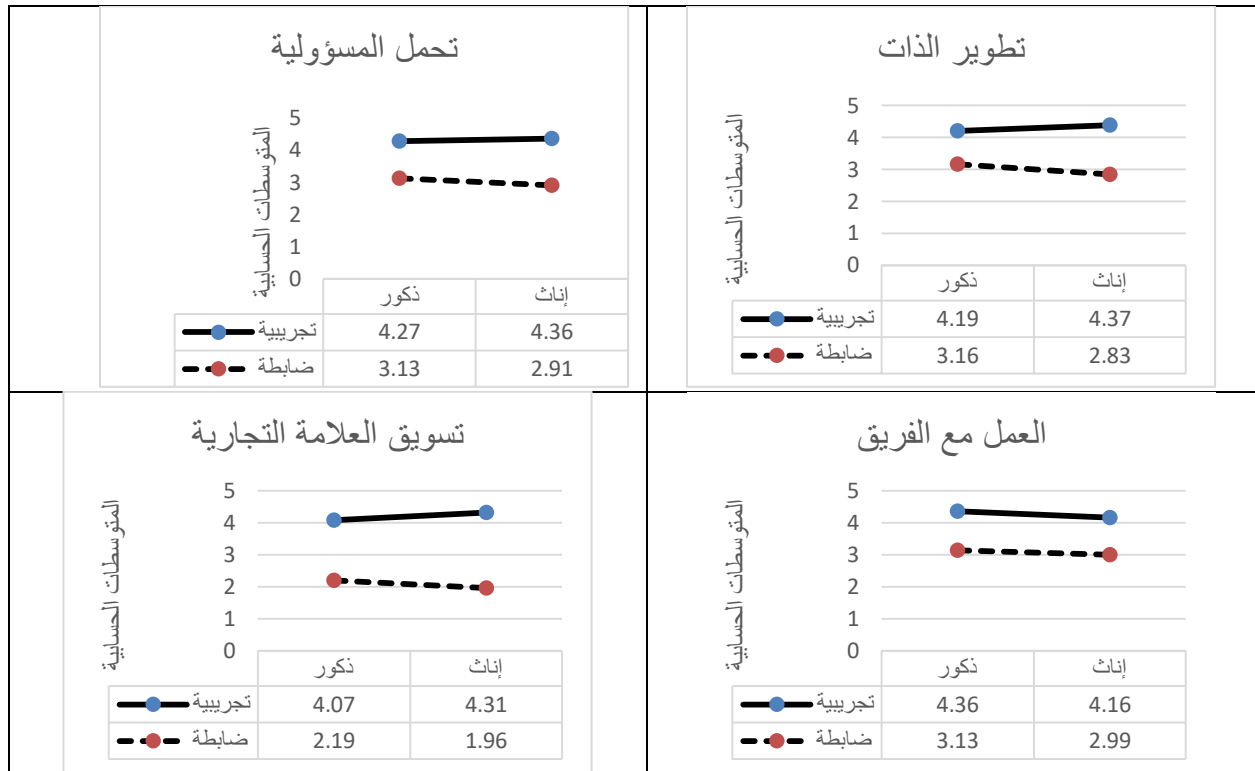 تطوير الذات
المتوسطات الحسابية
5
4
3
2
1
0
ذكور إناث
تجريبية 4.19 4.37
ضابطة 3.16 2.83
تحمل المسؤولية
المتوسطات الحسابية
5
4
3
2
1
0
ذكور إناث
تجريبية 4.27 4.36
ضابطة 3.13 2.91
العمل مع الفريق
المتوسطات الحسابية
5
4
3
2
1
0
ذكور إناث
تجريبية 4.36 4.16
ضابطة 3.13 2.99
تسويق العلامة التجارية
المتوسطات الحسابية
5
4
3
2
1
0
ذكور إناث
تجريبية 4.07 4.31
ضابطة 2.19 1.96